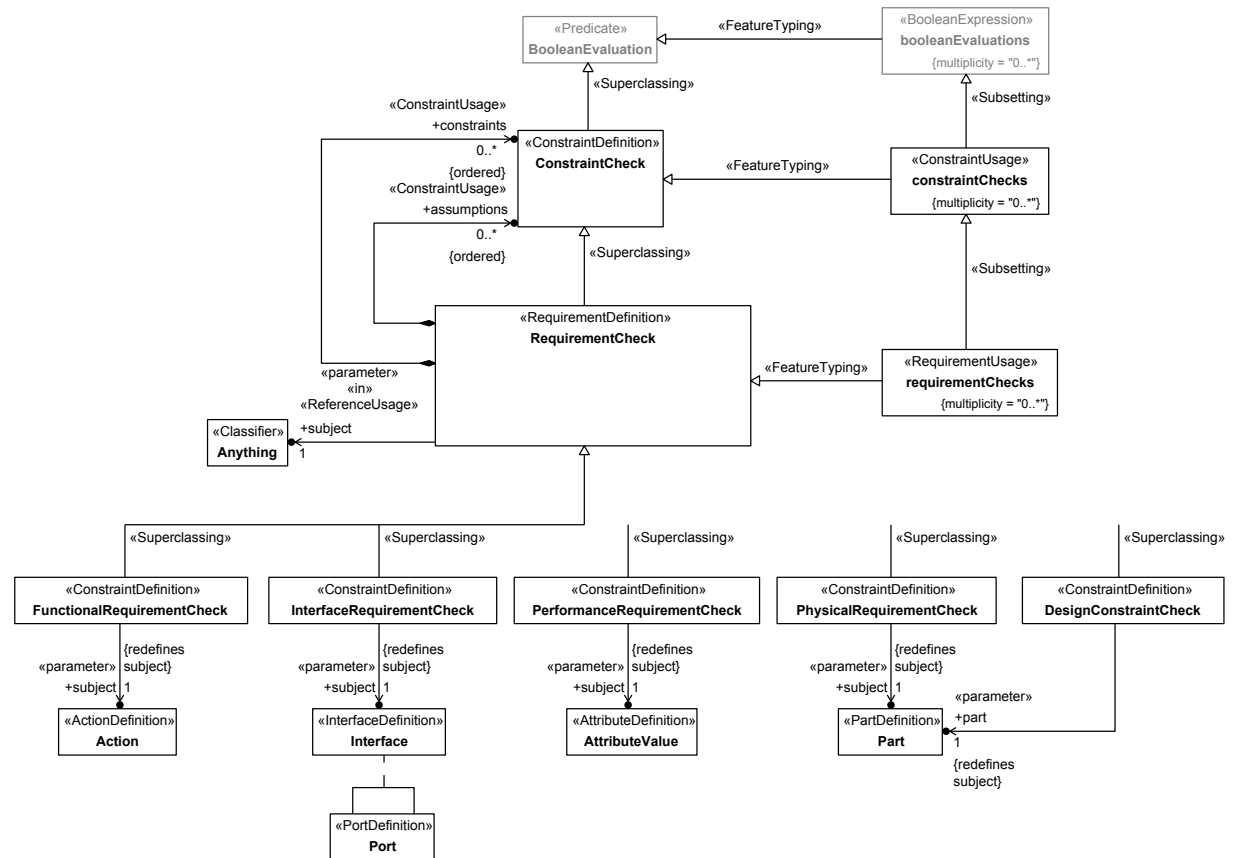 «Predicate»
BooleanEvaluation
«FeatureTyping»
«BooleanExpression»
booleanEvaluations
{multiplicity = "0..*"}
«Superclassing»
«Subsetting»
«ConstraintUsage»
+constraints
0..*
{ordered}
«ConstraintUsage»
+assumptions
0..*
{ordered}
«ConstraintDefinition»
ConstraintCheck
«FeatureTyping»
«ConstraintUsage»
constraintChecks
{multiplicity = "0..*"}
«Superclassing»
«Subsetting»
«RequirementDefinition»
RequirementCheck
«FeatureTyping»
«RequirementUsage»
requirementChecks
{multiplicity = "0..*"}
«parameter»
«in»
«ReferenceUsage»
+subject
1
«Classifier»
Anything
«Superclassing»
«Superclassing»
«Superclassing»
«Superclassing»
«Superclassing»
«ConstraintDefinition»
FunctionalRequirementCheck
«ConstraintDefinition»
InterfaceRequirementCheck
«ConstraintDefinition»
PerformanceRequirementCheck
«ConstraintDefinition»
PhysicalRequirementCheck
«ConstraintDefinition»
DesignConstraintCheck
{redefines
subject}
«parameter»
+subject
1
{redefines
subject}
«parameter»
+subject
1
{redefines
subject}
«parameter»
+subject
1
{redefines
subject}
«parameter»
+subject
1
«parameter»
+part
1
{redefines
subject}
«ActionDefinition»
Action
«InterfaceDefinition»
Interface
«AttributeDefinition»
AttributeValue
«PartDefinition»
Part
«PortDefinition»
Port